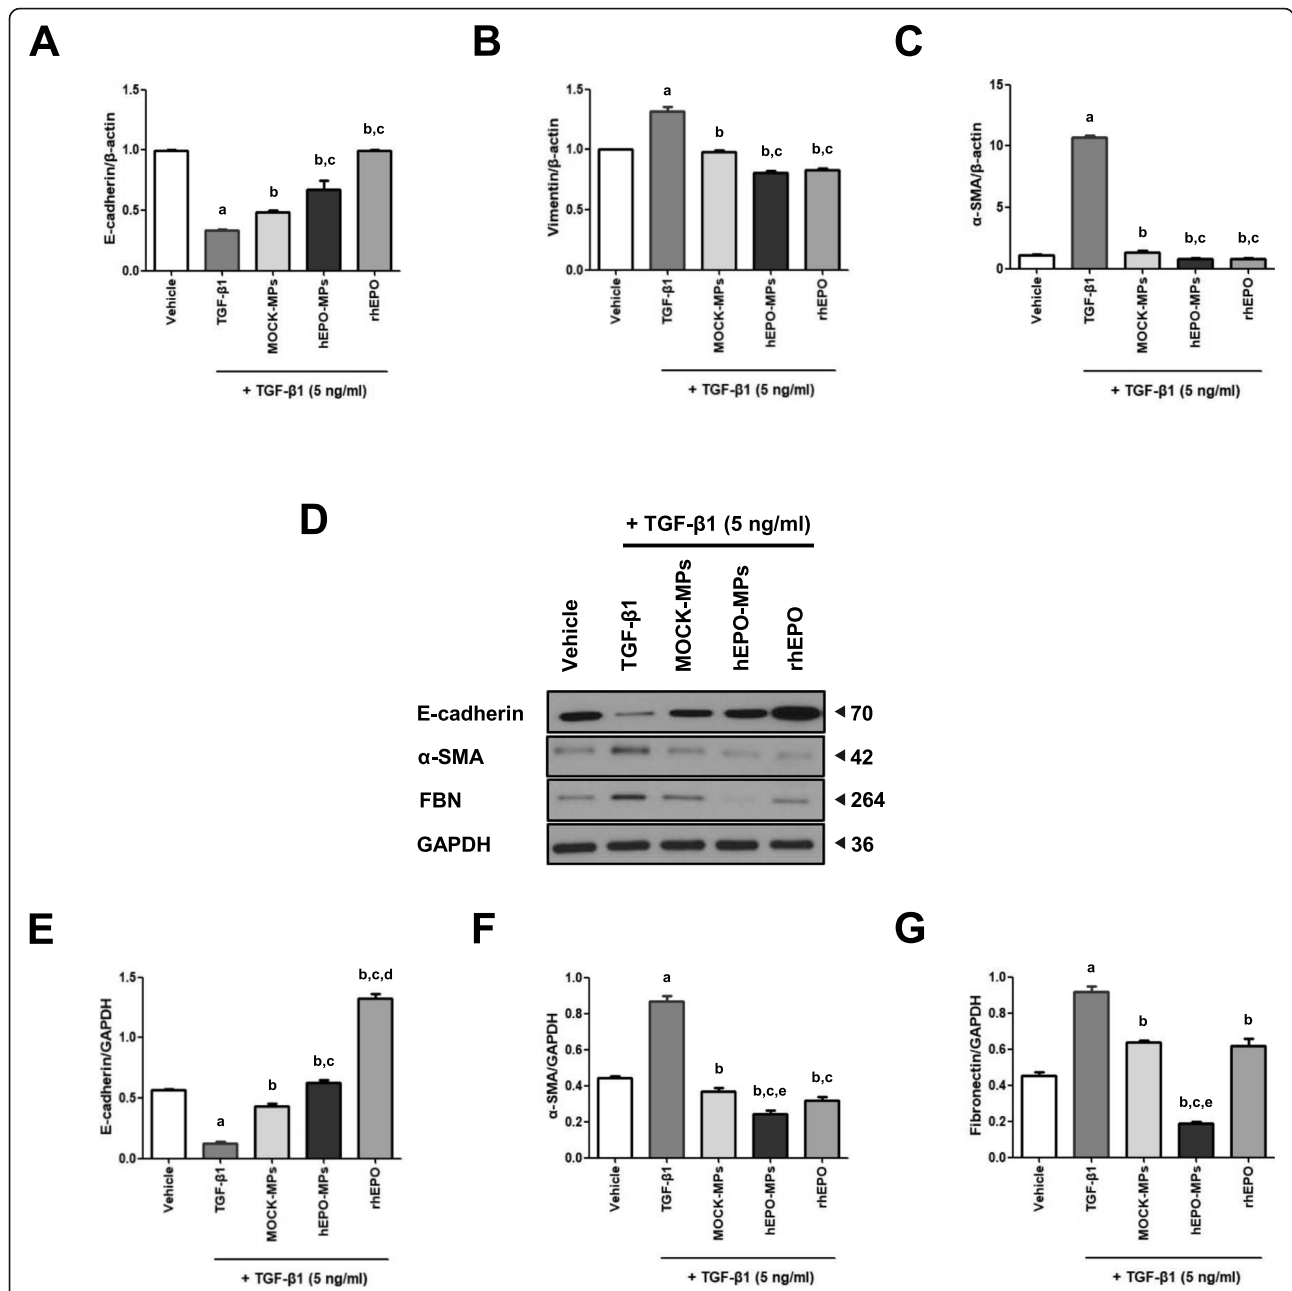 A
E-cadherin/β-actin
1.5
1.0
0.5
0.0
a
b
b,c
b,c
Vehicle
TGF-β1
MOCK-MPs
hEPO-MPs
rhEPO
+ TGF-β1 (5 ng/ml)
B
Vimentin/β-actin
1.5
1.0
0.5
0.0
a
b
b,c
b,c
Vehicle
TGF-β1
MOCK-MPs
hEPO-MPs
rhEPO
+ TGF-β1 (5 ng/ml)
C
α-SMA/β-actin
15
10
5
0
a
b
b,c
b,c
Vehicle
TGF-β1
MOCK-MPs
hEPO-MPs
rhEPO
+ TGF-β1 (5 ng/ml)
D
+ TGF-β1 (5 ng/ml)
Vehicle
TGF-β1
MOCK-MPs
hEPO-MPs
rhEPO
E-cadherin ◄70
α-SMA ◄42
FBN ◄264
GAPDH ◄36
E
E-cadherin/GAPDH
1.5
1.0
0.5
0.0
a
b
b,c
b,c,d
Vehicle
TGF-β1
MOCK-MPs
hEPO-MPs
rhEPO
+ TGF-β1 (5 ng/ml)
F
α-SMA/GAPDH
1.0
0.8
0.6
0.4
0.2
0.0
a
b
b,c,e
b,c
Vehicle
TGF-β1
MOCK-MPs
hEPO-MPs
rhEPO
+ TGF-β1 (5 ng/ml)
G
Fibronectin/GAPDH
1.0
0.8
0.6
0.4
0.2
0.0
a
b
b,c,e
b
Vehicle
TGF-β1
MOCK-MPs
hEPO-MPs
rhEPO
+ TGF-β1 (5 ng/ml)